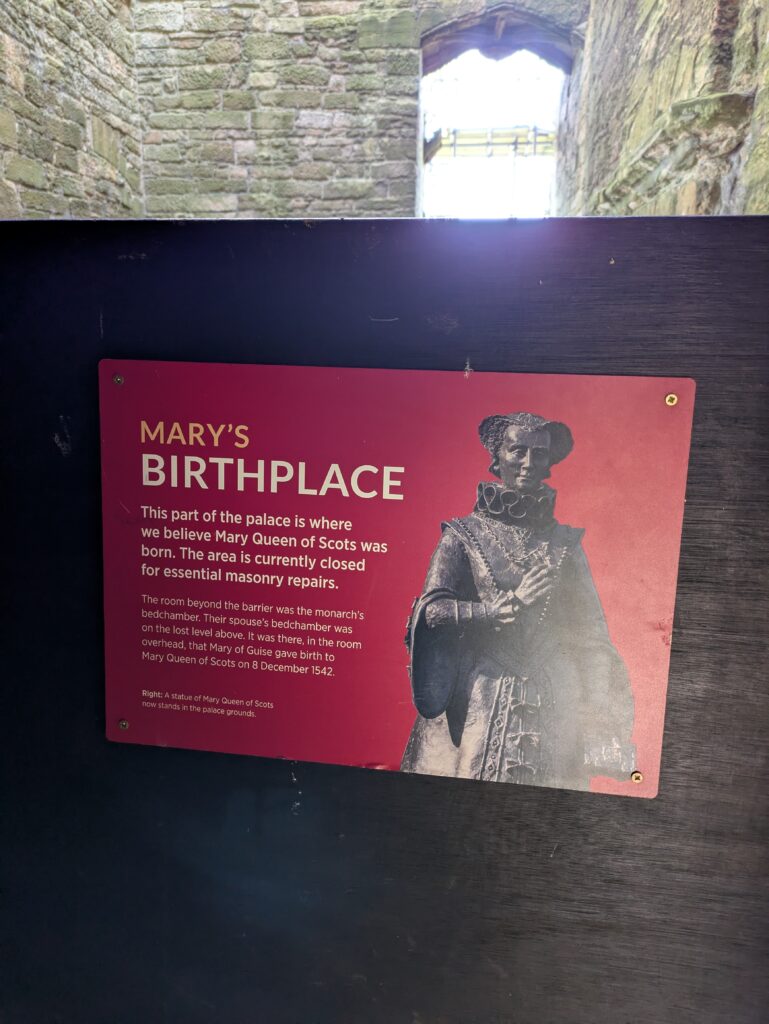 MARY'S
BIRTHPLACE
This part of the palace is where
we believe Mary Queen of Scots was
born. The area is currently closed
for essential masonry repairs.
The room beyond the barrier was the monarch's
bedchamber. Their spouse's bedchamber was
on the lost level above. It was there, in the room
overhead, that Mary of Guise gave birth to
Mary Queen of Scots on 8 December 1542.
Right: A statue of Mary Queen of Scots
now stands in the palace grounds.